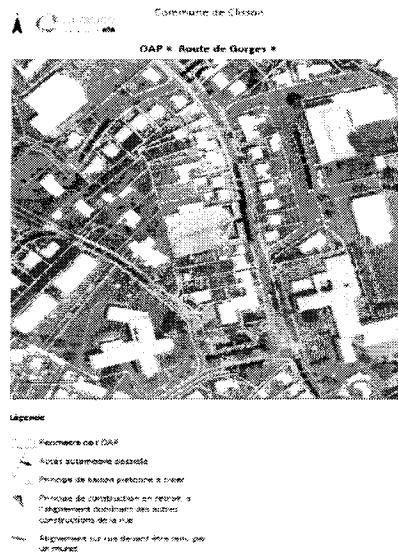 Commune de Clisson
OAP « Route de Gorges »
Légende
Périmètre de l'OAP
Accès automobile possible
Principe de liaison piétonne à créer
Principe de construction en retrait à
l'alignement dominant des autres
constructions de la rue
Alignement sur rue devant être tenu par
un muret